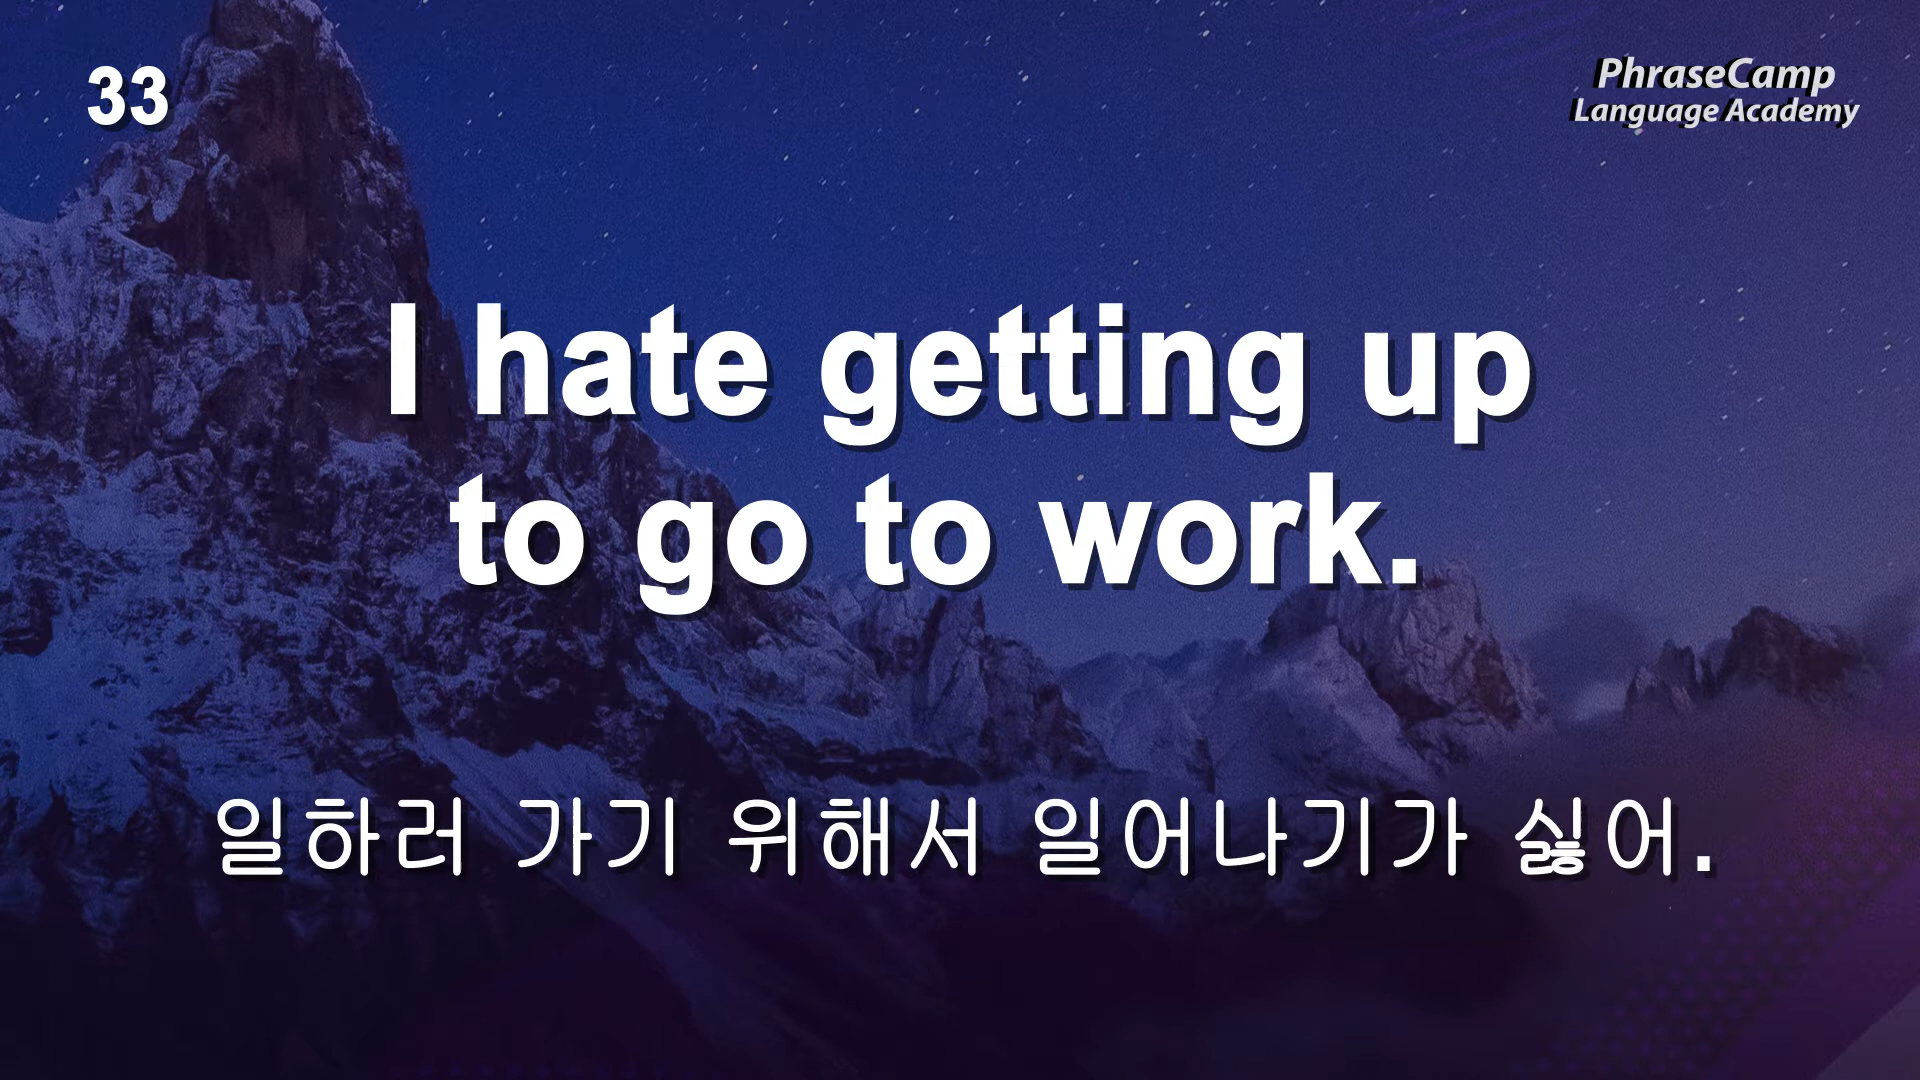 33
PhraseCamp
Language Academy
I hate getting up
to go to work.
일하러 가기 위해서 일어나기가 싫어.